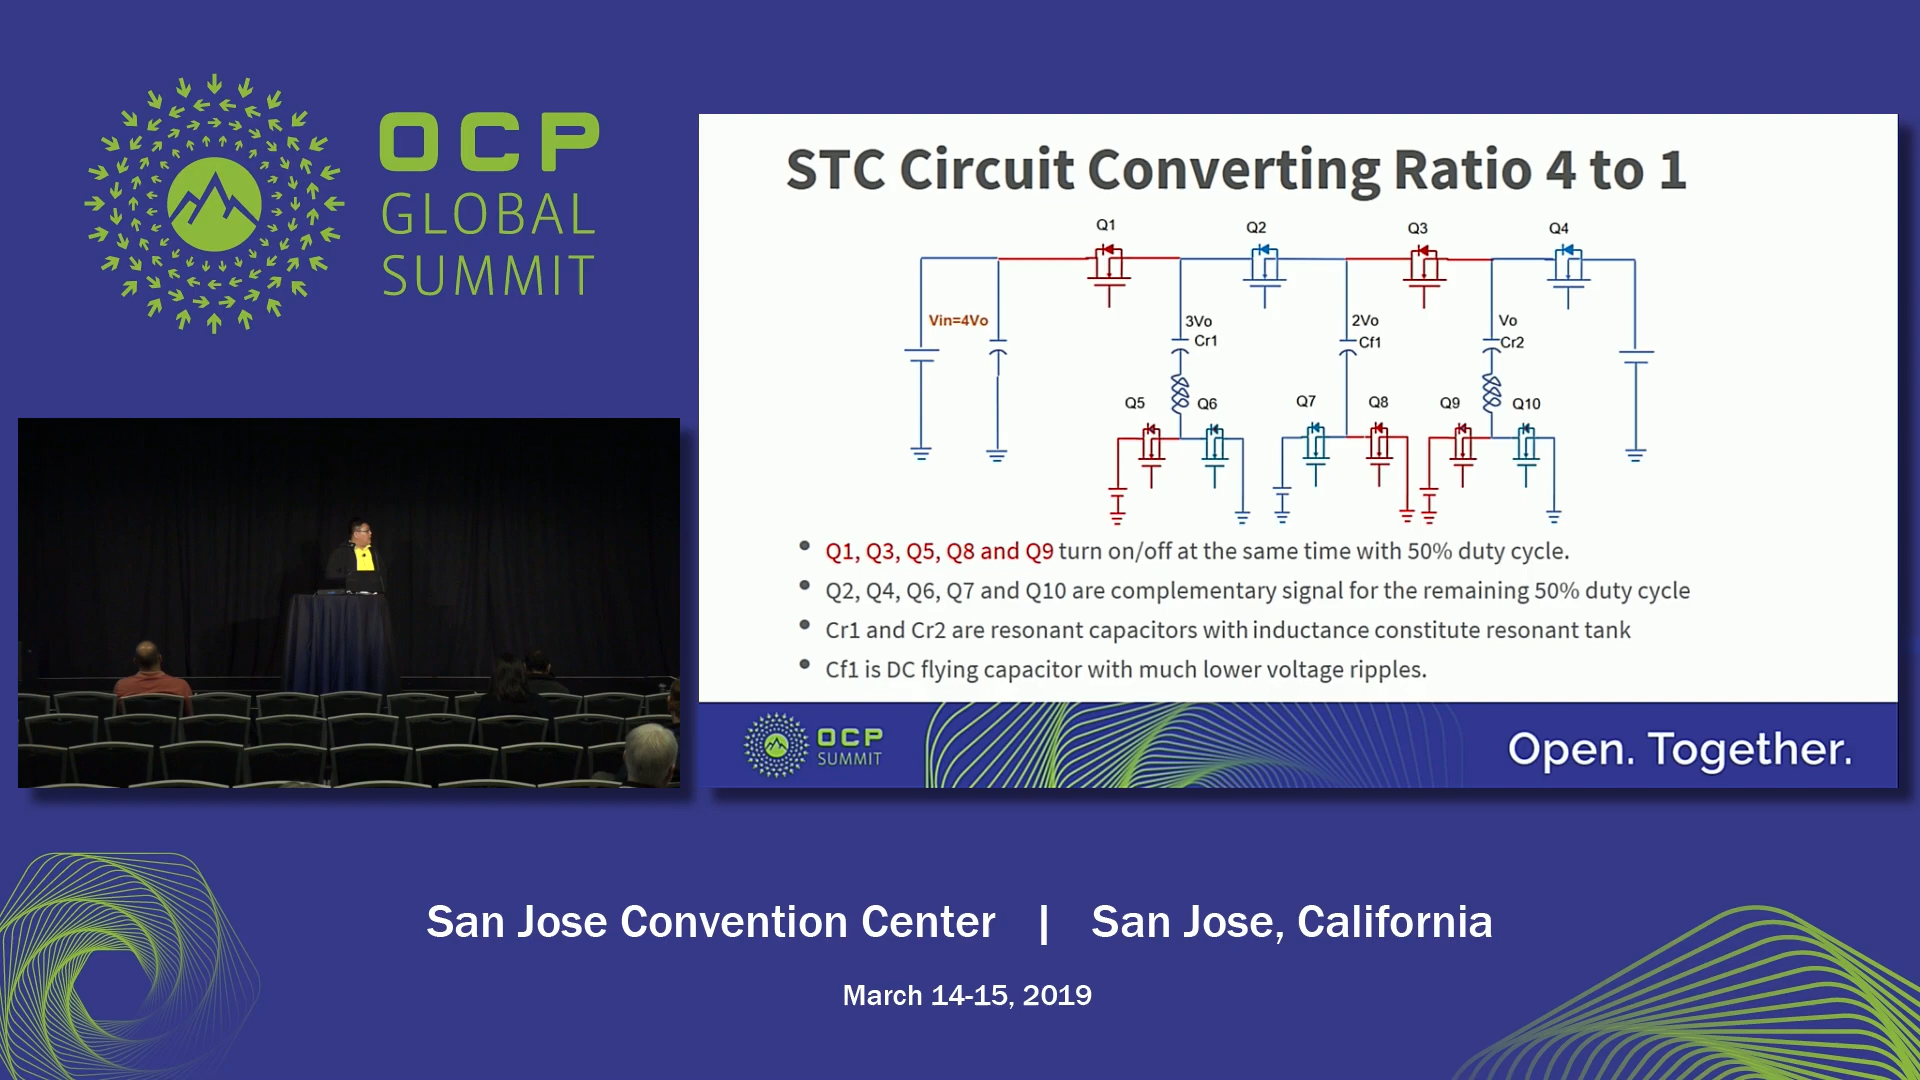 OCP
GLOBAL
SUMMIT
STC Circuit Converting Ratio 4 to 1
Q1
Q2
Q3
Q4
Vin=4Vo
3Vo
Cr1
2Vo
Cf1
Vo
Cr2
Q5
Q6
Q7
Q8
Q9
Q10
• Q1, Q3, Q5, Q8 and Q9 turn on/off at the same time with 50% duty cycle.
• Q2, Q4, Q6, Q7 and Q10 are complementary signal for the remaining 50% duty cycle
• Cr1 and Cr2 are resonant capacitors with inductance constitute resonant tank
• Cf1 is DC flying capacitor with much lower voltage ripples.
OCP
SUMMIT
Open. Together.
San Jose Convention Center | San Jose, California
March 14-15, 2019